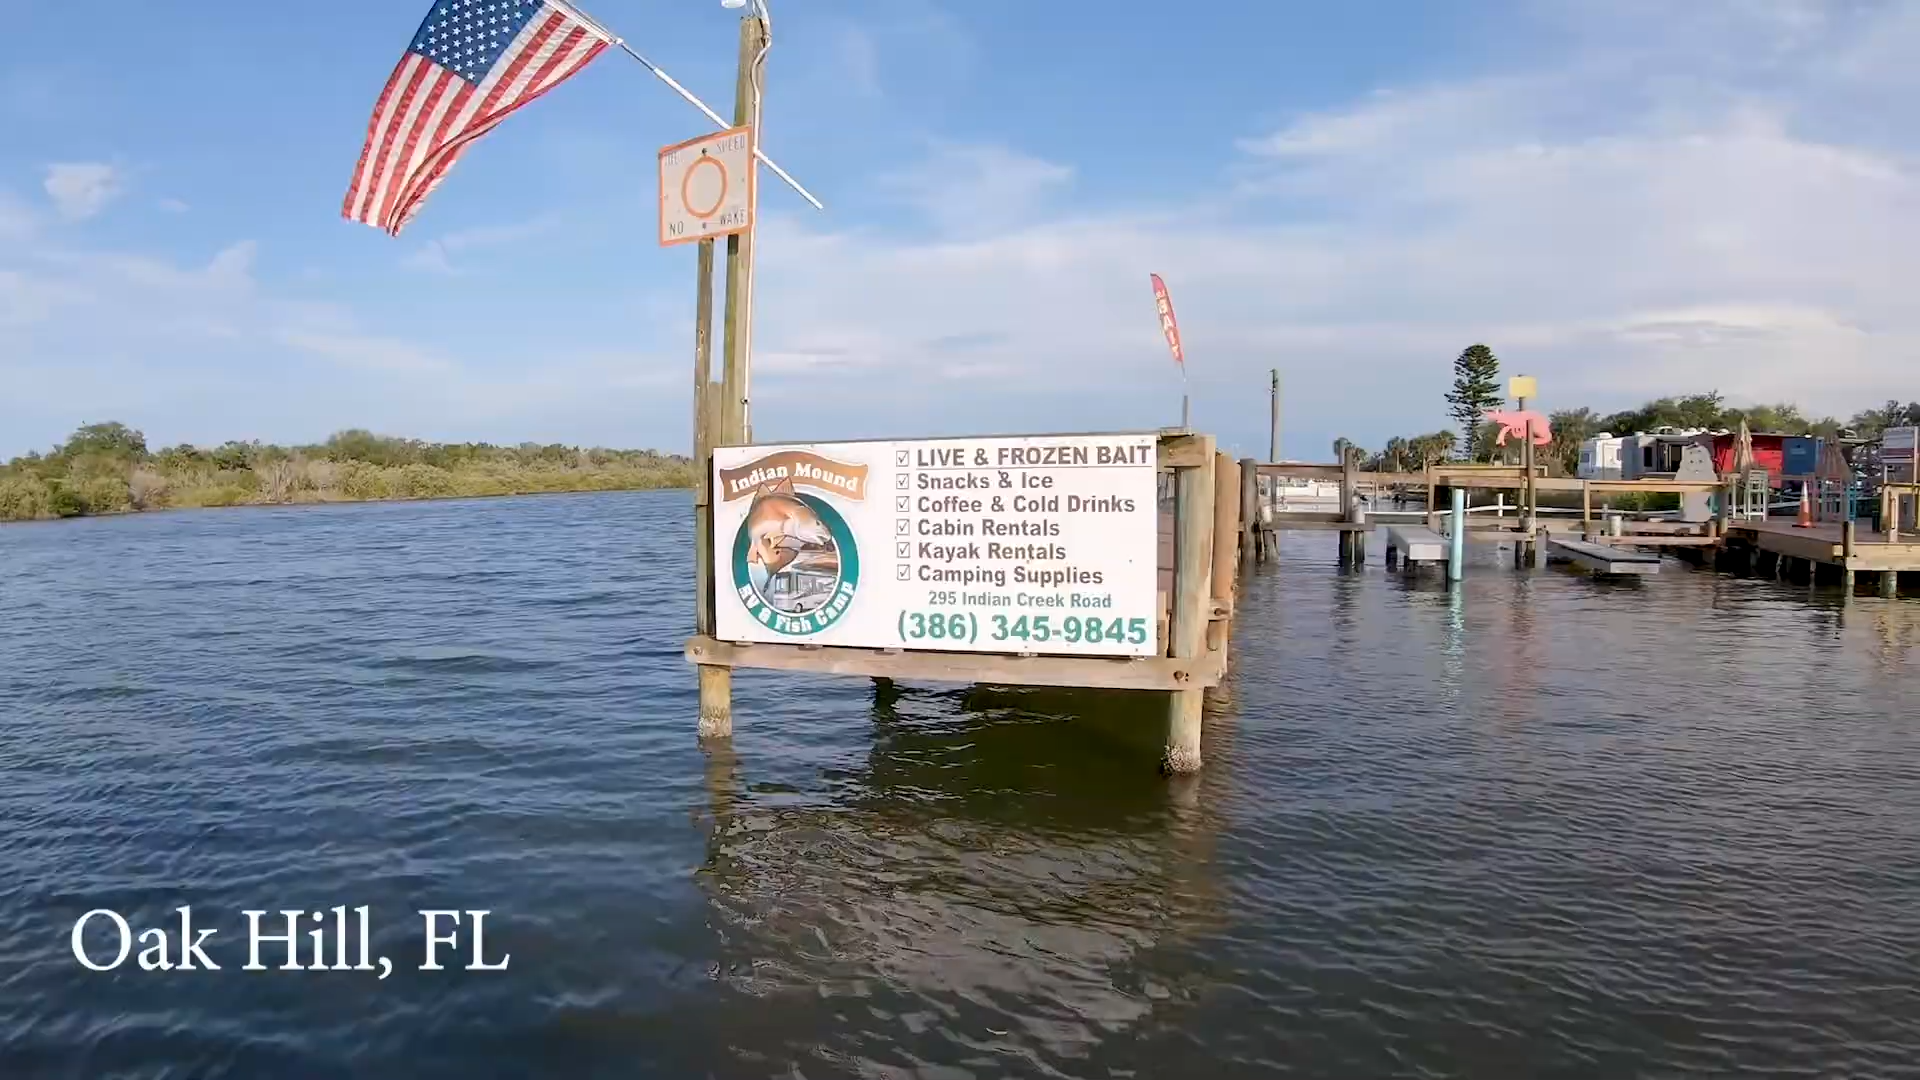 SPEED
NO WAKE
BAIT
Indian Mound
RV & Fish Camp
☑ LIVE & FROZEN BAIT
☑ Snacks & Ice
☑ Coffee & Cold Drinks
☑ Cabin Rentals
☑ Kayak Rentals
☑ Camping Supplies
295 Indian Creek Road
(386) 345-9845
Oak Hill, FL